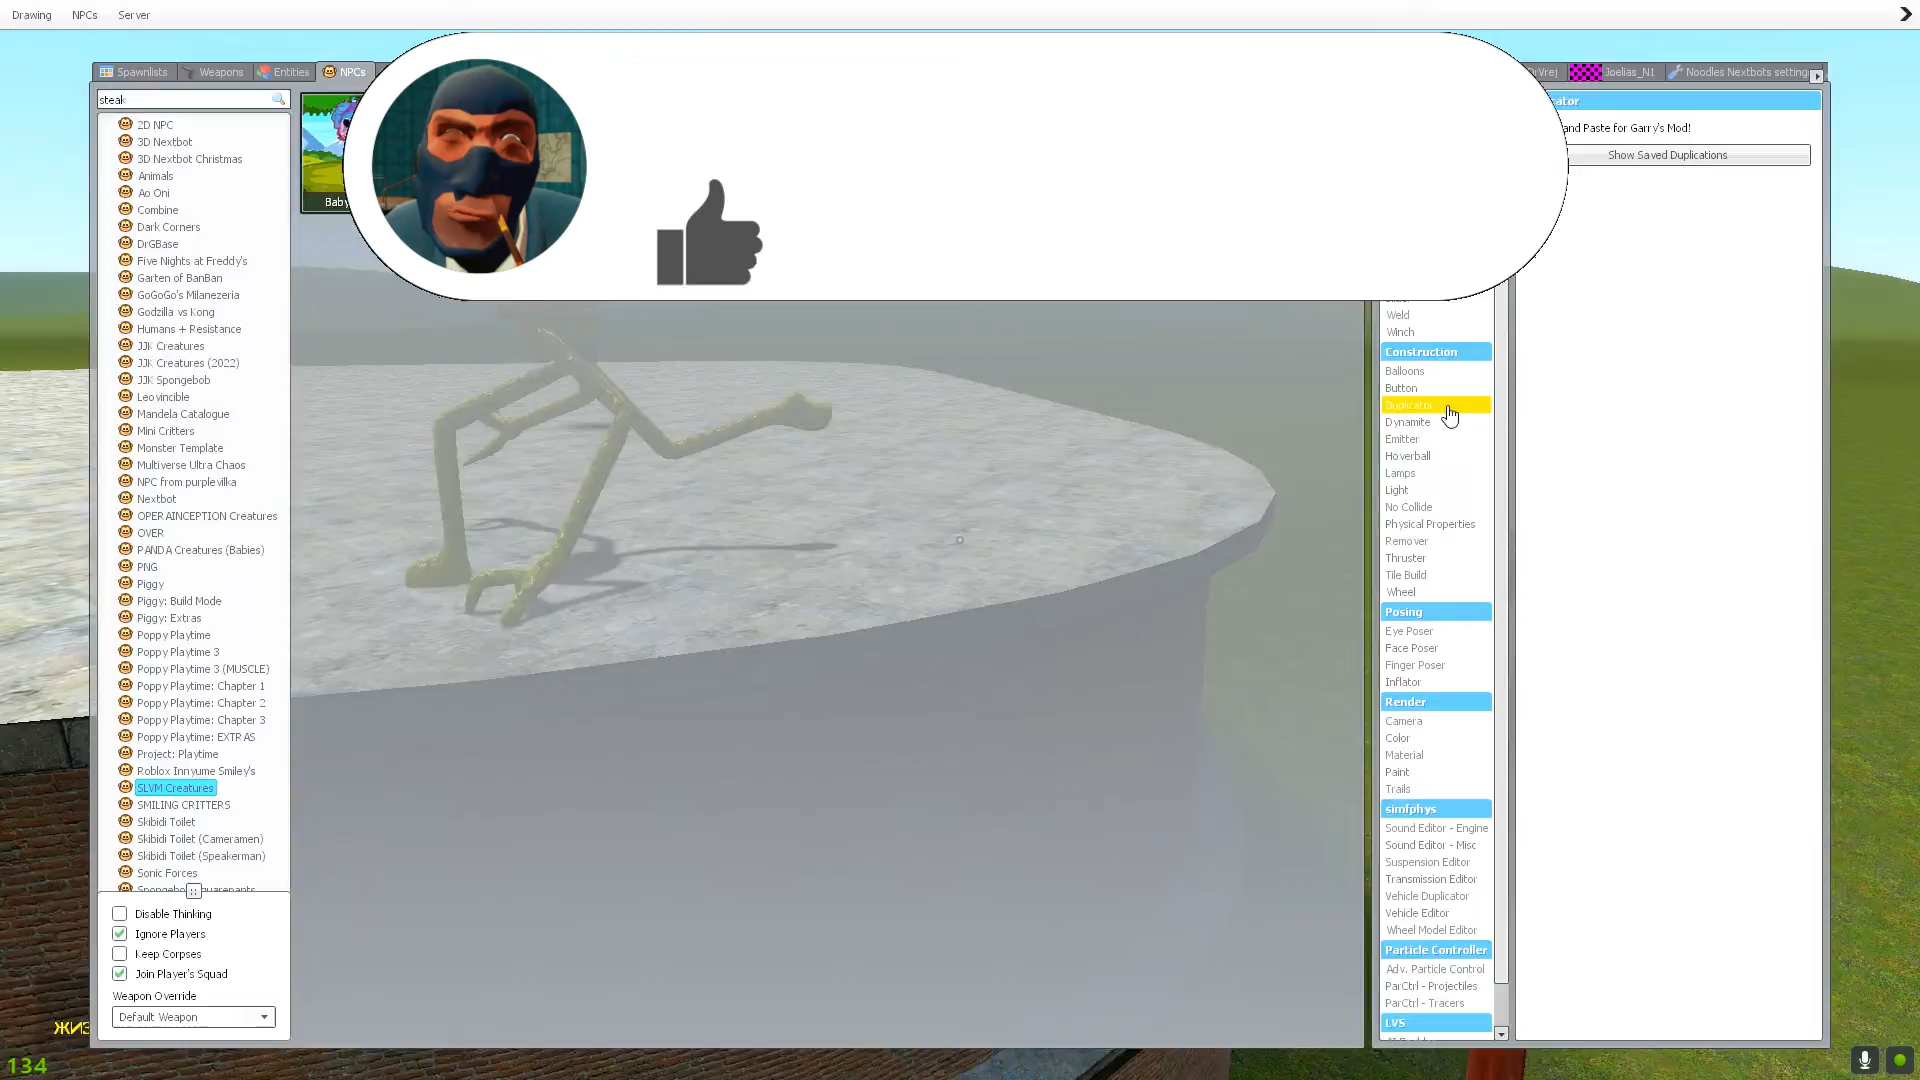 Drawing NPCs Server
Spawnlists Weapons Entities NPCs
DrVrej Joelias_N1 Noodles Nextbots setting
steak
2D NPC
3D Nextbot
3D Nextbot Christmas
Animals
Ao Oni
Combine
Dark Corners
DrGBase
Five Nights at Freddy's
Garten of BanBan
GoGoGo's Milanezeria
Godzilla vs Kong
Humans + Resistance
JJK Creatures
JJK Creatures (2022)
JJK Spongebob
Leovincible
Mandela Catalogue
Mini Critters
Monster Template
Multiverse Ultra Chaos
NPC from purplevilka
Nextbot
OPERAINCEPTION Creatures
OVER
PANDA Creatures (Babies)
PNG
Piggy
Piggy: Build Mode
Piggy: Extras
Poppy Playtime
Poppy Playtime 3
Poppy Playtime 3 (MUSCLE)
Poppy Playtime: Chapter 1
Poppy Playtime: Chapter 2
Poppy Playtime: Chapter 3
Poppy Playtime: EXTRAS
Project: Playtime
Roblox Innyume Smiley's
SLVM Creatures
SMILING CRITTERS
Skibidi Toilet
Skibidi Toilet (Cameramen)
Skibidi Toilet (Speakerman)
Sonic Forces
Disable Thinking
Ignore Players
Keep Corpses
Join Player's Squad
Weapon Override
Default Weapon
ЖИЗ
134
Baby
Weld
Winch
Construction
Balloons
Button
Duplicator
Dynamite
Emitter
Hoverball
Lamps
Light
No Collide
Physical Properties
Remover
Thruster
Tile Build
Wheel
Posing
Eye Poser
Face Poser
Finger Poser
Inflator
Render
Camera
Color
Material
Paint
Trails
simfphys
Sound Editor - Engine
Sound Editor - Misc
Suspension Editor
Transmission Editor
Vehicle Duplicator
Vehicle Editor
Wheel Model Editor
Particle Controller
Adv. Particle Control
ParCtrl - Projectiles
ParCtrl - Tracers
LVS
cator
and Paste for Garry's Mod!
Show Saved Duplications